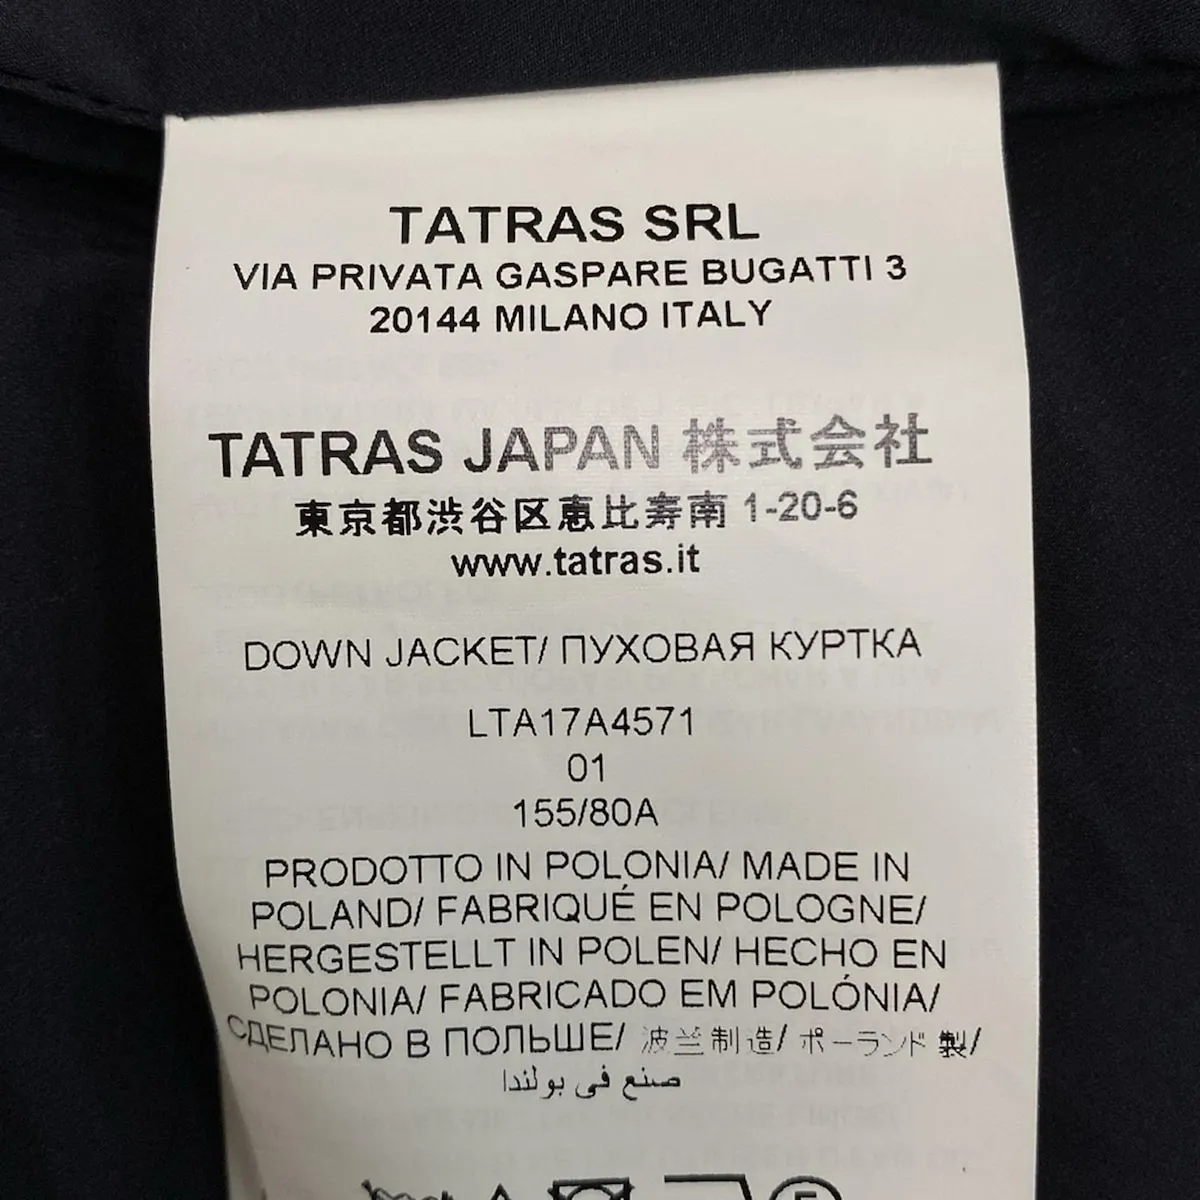 TATRAS SRL
VIA PRIVATA GASPARE BUGATTI 3
20144 MILANO ITALY
TATRAS JAPAN 株式会社
東京都渋谷区恵比寿南 1-20-6
www.tatras.it
DOWN JACKET/ ПУХОВАЯ КУРТКА
LTA17A4571
01
155/80A
PRODOTTO IN POLONIA/ MADE IN
POLAND/ FABRIQUÉ EN POLOGNE/
HERGESTELLT IN POLEN/ HECHO EN
POLONIA/ FABRICADO EM POLÓNIA/
СДЕЛАНО В ПОЛЬШЕ/ 波兰制造/ ポーランド 製/
صنع في بولندا